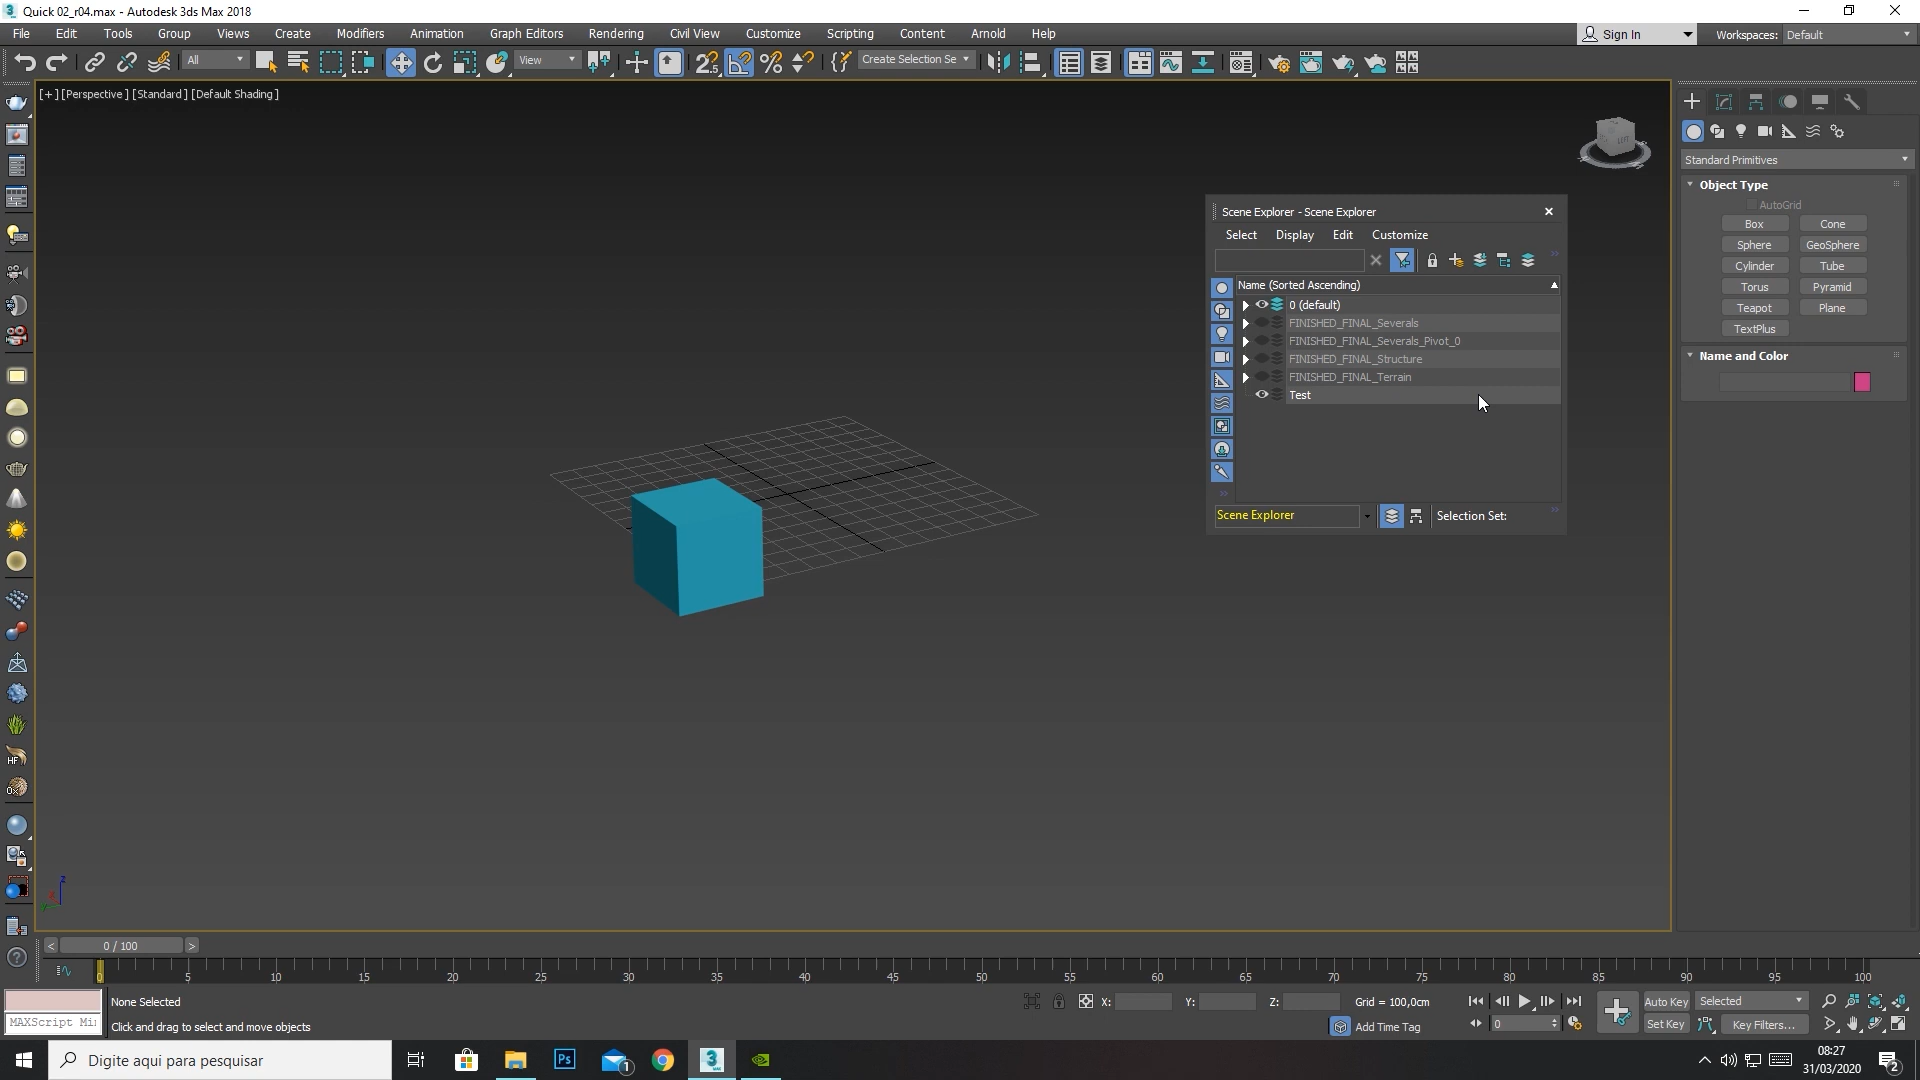 Quick 02_r04.max - Autodesk 3ds Max 2018
File Edit Tools Group Views Create Modifiers Animation Graph Editors Rendering Civil View Customize Scripting Content Arnold Help
Sign In Workspaces: Default
All View Create Selection Se
[+] [Perspective] [Standard] [Default Shading]
Standard Primitives
Object Type
AutoGrid
Box Cone
Sphere GeoSphere
Cylinder Tube
Torus Pyramid
Teapot Plane
TextPlus
Name and Color
Scene Explorer - Scene Explorer
Select Display Edit Customize
Name (Sorted Ascending)
0 (default)
FINISHED_FINAL_Severals
FINISHED_FINAL_Severals_Pivot_0
FINISHED_FINAL_Structure
FINISHED_FINAL_Terrain
Test
Scene Explorer Selection Set:
z
0 / 100
0 5 10 15 20 25 30 35 40 45 50 55 60 65 70 75 80 85 90 95 100
None Selected X: Y: Z: Grid = 100,0cm Auto Key Selected
MAXScript Mi Click and drag to select and move objects Add Time Tag 0 Set Key Key Filters...
Digite aqui para pesquisar
Ps 1 3 MAX
08:27
31/03/2020
2